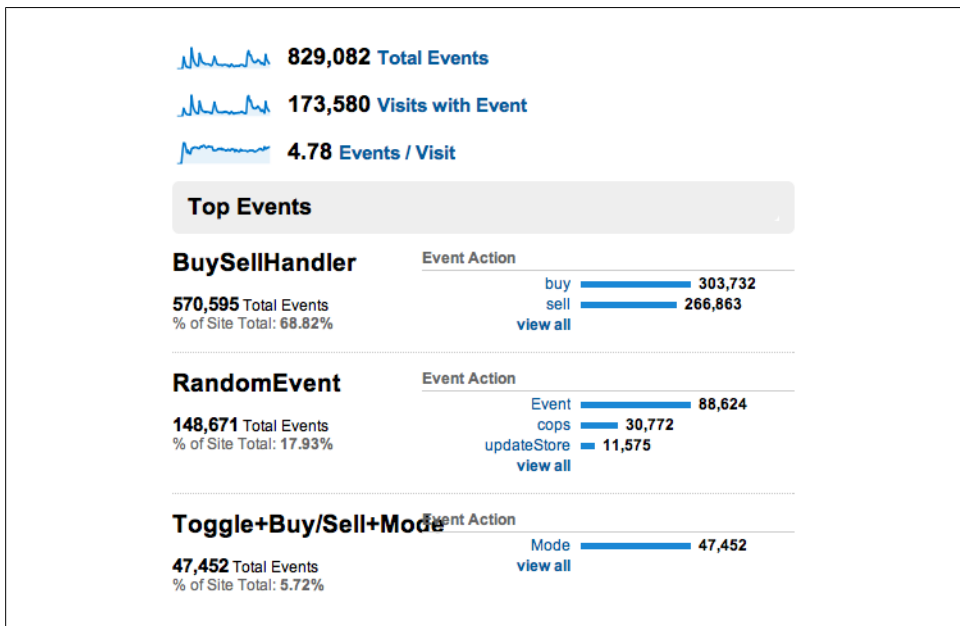 829,082 Total Events
173,580 Visits with Event
4.78 Events / Visit
Top Events
BuySellHandler
570,595 Total Events
% of Site Total: 68.82%
Event Action
buy 303,732
sell 266,863
view all
RandomEvent
148,671 Total Events
% of Site Total: 17.93%
Event Action
Event 88,624
cops 30,772
updateStore 11,575
view all
Toggle+Buy/Sell+Mode
47,452 Total Events
% of Site Total: 5.72%
Event Action
Mode 47,452
view all